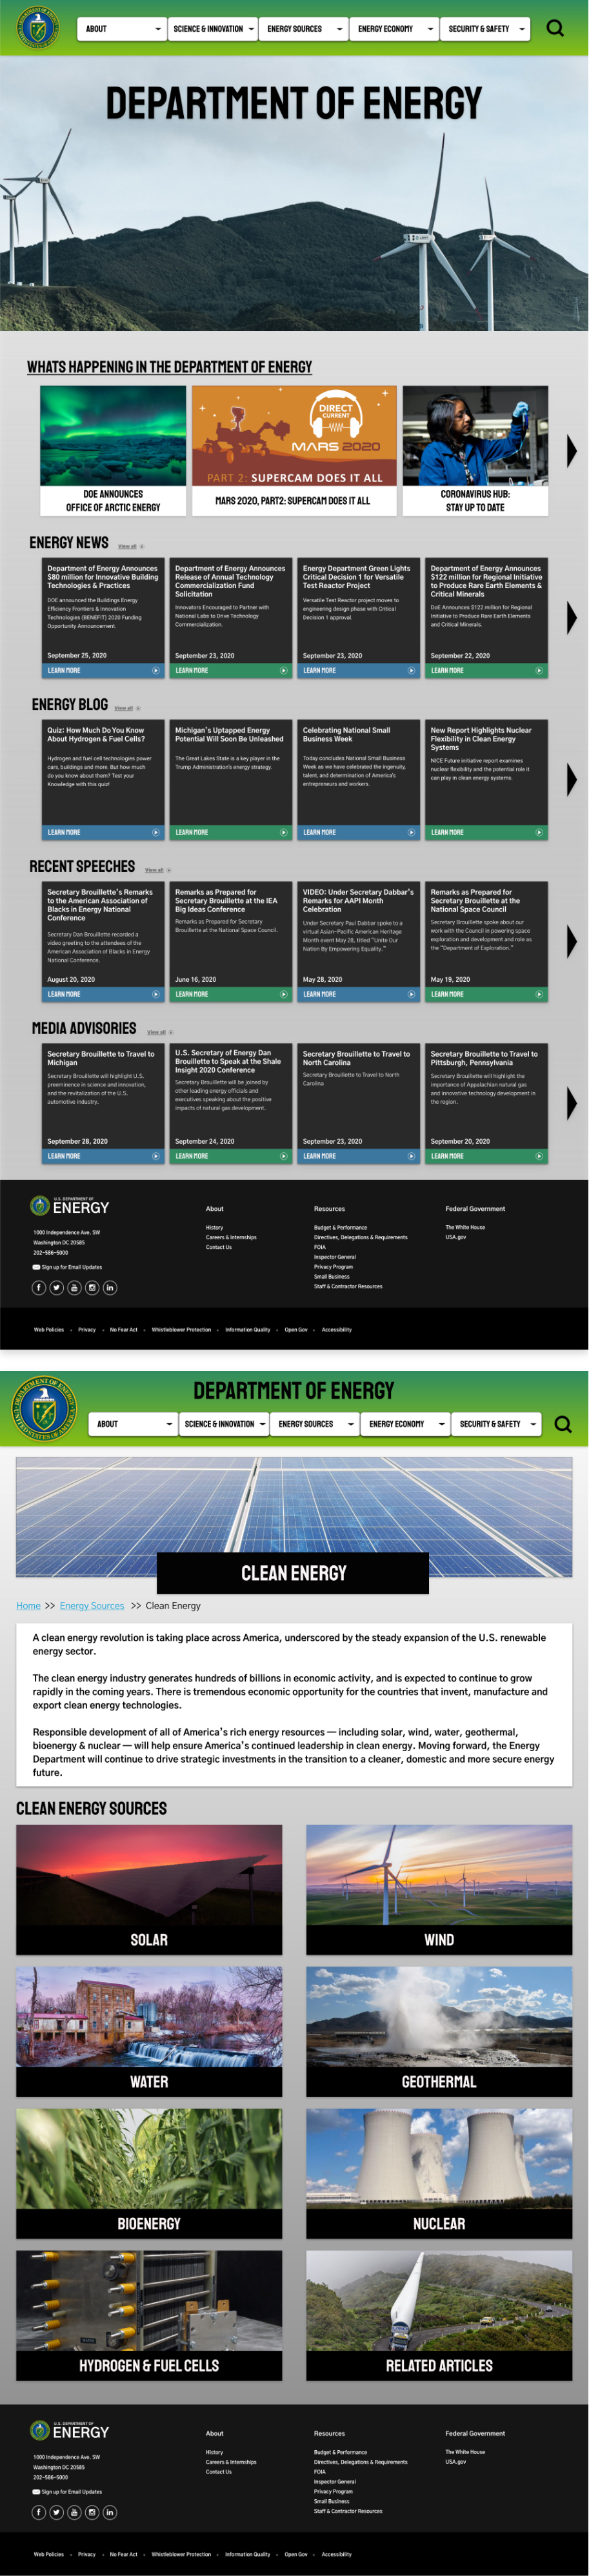 ABOUT
SCIENCE & INNOVATION
ENERGY SOURCES
ENERGY ECONOMY
SECURITY & SAFETY
DEPARTMENT OF ENERGY
WHATS HAPPENING IN THE DEPARTMENT OF ENERGY
DIRECT
CURRENT
MARS 2020
PART 2: SUPERCAM DOES IT ALL
DOE ANNOUNCES
OFFICE OF ARCTIC ENERGY
MARS 2020, PART2: SUPERCAM DOES IT ALL
CORONAVIRUS HUB:
STAY UP TO DATE
ENERGY NEWS
View all
Department of Energy Announces
$80 million for Innovative Building
Technologies & Practices
DOE announced the Buildings Energy
Efficiency Frontiers & Innovation
Technologies (BENEFIT) 2020 Funding
Opportunity Announcement.
September 25, 2020
LEARN MORE
Department of Energy Announces
Release of Annual Technology
Commercialization Fund
Solicitation
Innovators Encouraged to Partner with
National Labs to Drive Technology
Commercialization.
September 23, 2020
LEARN MORE
Energy Department Green Lights
Critical Decision 1 for Versatile
Test Reactor Project
Versatile Test Reactor project moves to
engineering design phase with Critical
Decision 1 approval.
September 23, 2020
LEARN MORE
Department of Energy Announces
$122 million for Regional Initiative
to Produce Rare Earth Elements &
Critical Minerals
DoE Announces $122 million for Regional
Initiative to Produce Rare Earth Elements
and Critical Minerals.
September 22, 2020
LEARN MORE
ENERGY BLOG
View all
Quiz: How Much Do You Know
About Hydrogen & Fuel Cells?
Hydrogen and fuel cell technologies power
cars, buildings and more. But how much
do you know about them? Test your
Knowledge with this quiz!
LEARN MORE
Michigan's Uptapped Energy
Potential Will Soon Be Unleashed
The Great Lakes State is a key player in the
Trump Administration's energy strategy.
LEARN MORE
Celebrating National Small
Business Week
Today concludes National Small Business
Week as we have celebrated the ingenuity,
talent, and determination of America's
entrepreneurs and workers.
LEARN MORE
New Report Highlights Nuclear
Flexibility in Clean Energy
Systems
NICE Future initiative report examines
nuclear flexibility and the potential role it
can play in clean energy systems.
LEARN MORE
RECENT SPEECHES
View all
Secretary Brouillette's Remarks
to the American Association of
Blacks in Energy National
Conference
Secretary Dan Brouillette recorded a
video greeting to the attendees of the
American Association of Blacks in Energy
National Conference.
August 20, 2020
LEARN MORE
Remarks as Prepared for
Secretary Brouillette at the IEA
Big Ideas Conference
Remarks as Prepared for Secretary
Brouillette at the National Space Council.
June 16, 2020
LEARN MORE
VIDEO: Under Secretary Dabbar's
Remarks for AAPI Month
Celebration
Under Secretary Paul Dabbar spoke to a
virtual Asian-Pacific American Heritage
Month event May 28, titled "Unite Our
Nation By Empowering Equality."
May 28, 2020
LEARN MORE
Remarks as Prepared for
Secretary Brouillette at the
National Space Council
Secretary Brouillette spoke about our
work with the Council in powering space
exploration and development and role as
the "Department of Exploration."
May 19, 2020
LEARN MORE
MEDIA ADVISORIES
View all
Secretary Brouillette to Travel to
Michigan
Secretary Brouillette will highlight U.S.
preeminence in science and innovation,
and the revitalization of the U.S.
automotive industry.
September 28, 2020
LEARN MORE
U.S. Secretary of Energy Dan
Brouillette to Speak at the Shale
Insight 2020 Conference
Secretary Brouillette will be joined by
other leading energy officials and
executives speaking about the positive
impacts of natural gas development.
September 24, 2020
LEARN MORE
Secretary Brouillette to Travel to
North Carolina
Secretary Brouillette to Travel to North
Carolina
September 23, 2020
LEARN MORE
Secretary Brouillette to Travel to
Pittsburgh, Pennsylvania
Secretary Brouillette will highlight the
importance of Appalachian natural gas
and innovative technology development in
the region.
September 20, 2020
LEARN MORE
U.S. DEPARTMENT OF
ENERGY
1000 Independence Ave. SW
Washington DC 20585
202-586-5000
Sign up for Email Updates
About
History
Careers & Internships
Contact Us
Resources
Budget & Performance
Directives, Delegations & Requirements
FOIA
Inspector General
Privacy Program
Small Business
Staff & Contractor Resources
Federal Government
The White House
USA.gov
Web Policies • Privacy • No Fear Act • Whistleblower Protection • Information Quality • Open Gov • Accessibility
DEPARTMENT OF ENERGY
ABOUT
SCIENCE & INNOVATION
ENERGY SOURCES
ENERGY ECONOMY
SECURITY & SAFETY
CLEAN ENERGY
Home >> Energy Sources >> Clean Energy
A clean energy revolution is taking place across America, underscored by the steady expansion of the U.S. renewable
energy sector.
The clean energy industry generates hundreds of billions in economic activity, and is expected to continue to grow
rapidly in the coming years. There is tremendous economic opportunity for the countries that invent, manufacture and
export clean energy technologies.
Responsible development of all of America's rich energy resources — including solar, wind, water, geothermal,
bioenergy & nuclear — will help ensure America's continued leadership in clean energy. Moving forward, the Energy
Department will continue to drive strategic investments in the transition to a cleaner, domestic and more secure energy
future.
CLEAN ENERGY SOURCES
SOLAR
WIND
WATER
GEOTHERMAL
BIOENERGY
NUCLEAR
HYDROGEN & FUEL CELLS
RELATED ARTICLES
U.S. DEPARTMENT OF
ENERGY
1000 Independence Ave. SW
Washington DC 20585
202-586-5000
Sign up for Email Updates
About
History
Careers & Internships
Contact Us
Resources
Budget & Performance
Directives, Delegations & Requirements
FOIA
Inspector General
Privacy Program
Small Business
Staff & Contractor Resources
Federal Government
The White House
USA.gov
Web Policies • Privacy • No Fear Act • Whistleblower Protection • Information Quality • Open Gov • Accessibility